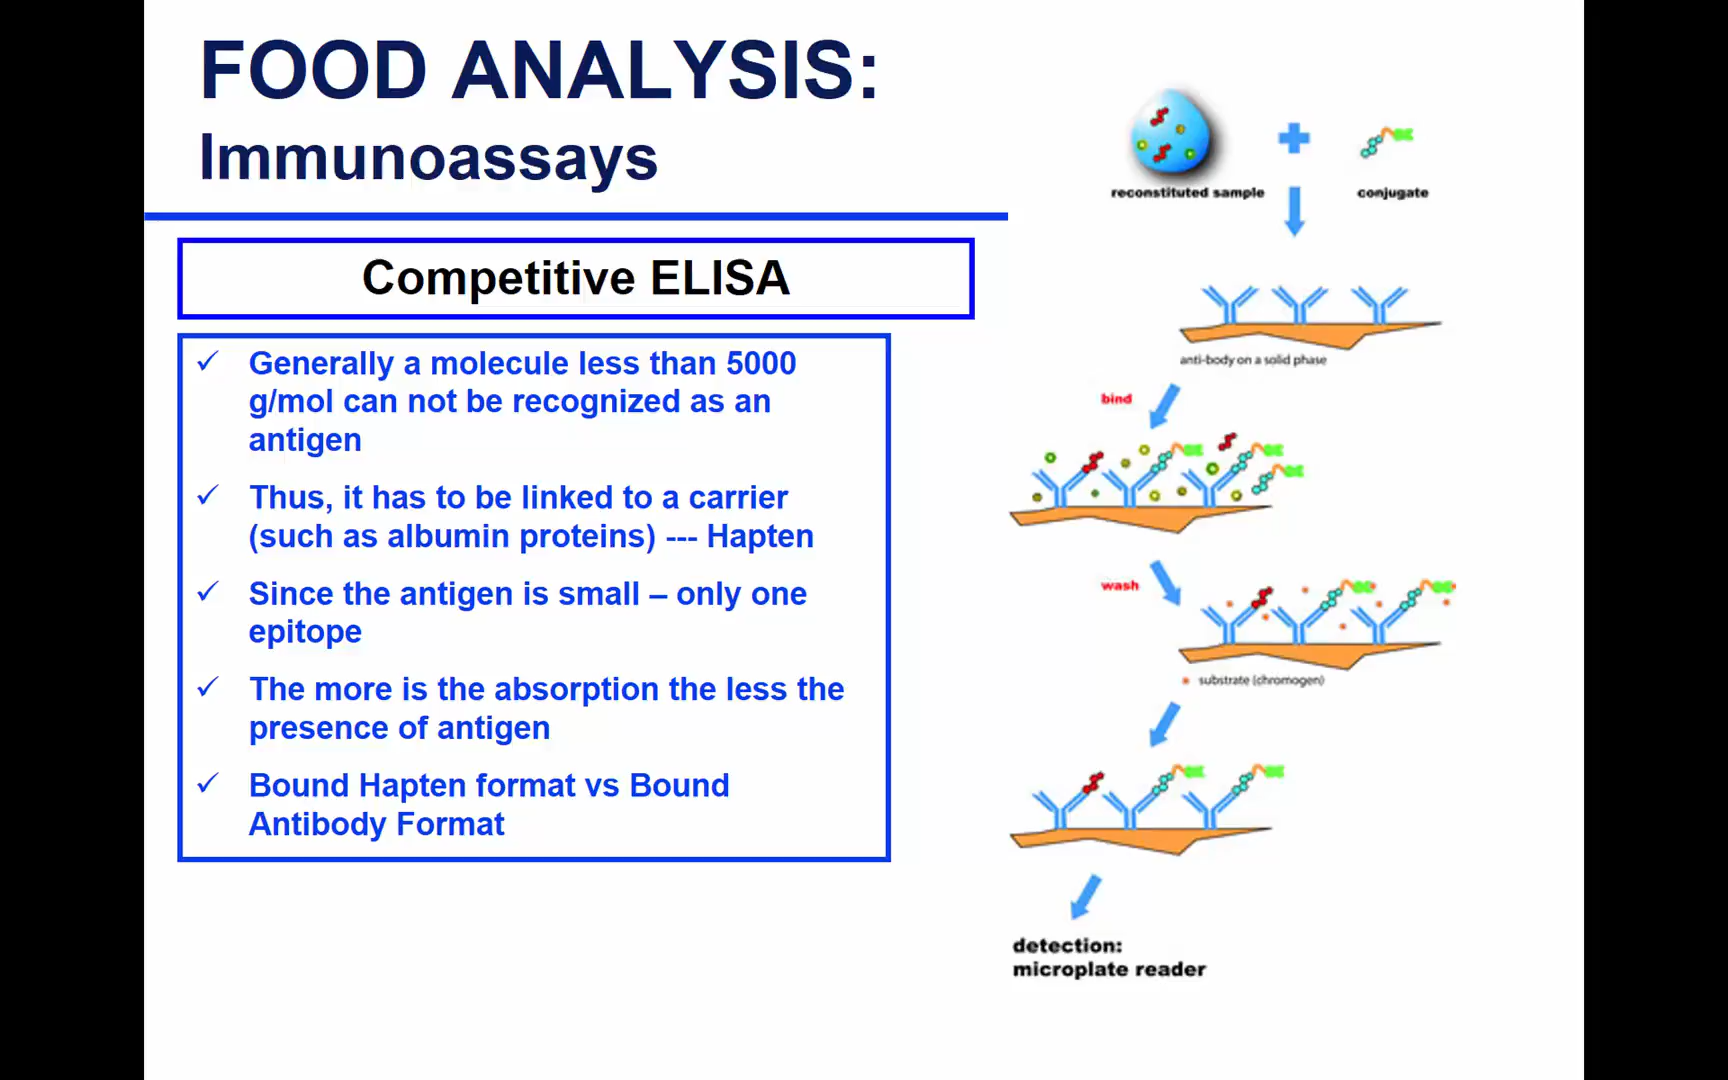 FOOD ANALYSIS:
Immunoassays
Competitive ELISA
✓ Generally a molecule less than 5000
g/mol can not be recognized as an
antigen
✓ Thus, it has to be linked to a carrier
(such as albumin proteins) --- Hapten
✓ Since the antigen is small – only one
epitope
✓ The more is the absorption the less the
presence of antigen
✓ Bound Hapten format vs Bound
Antibody Format
reconstituted sample
conjugate
anti-body on a solid phase
bind
wash
substrate (chromogen)
detection:
microplate reader